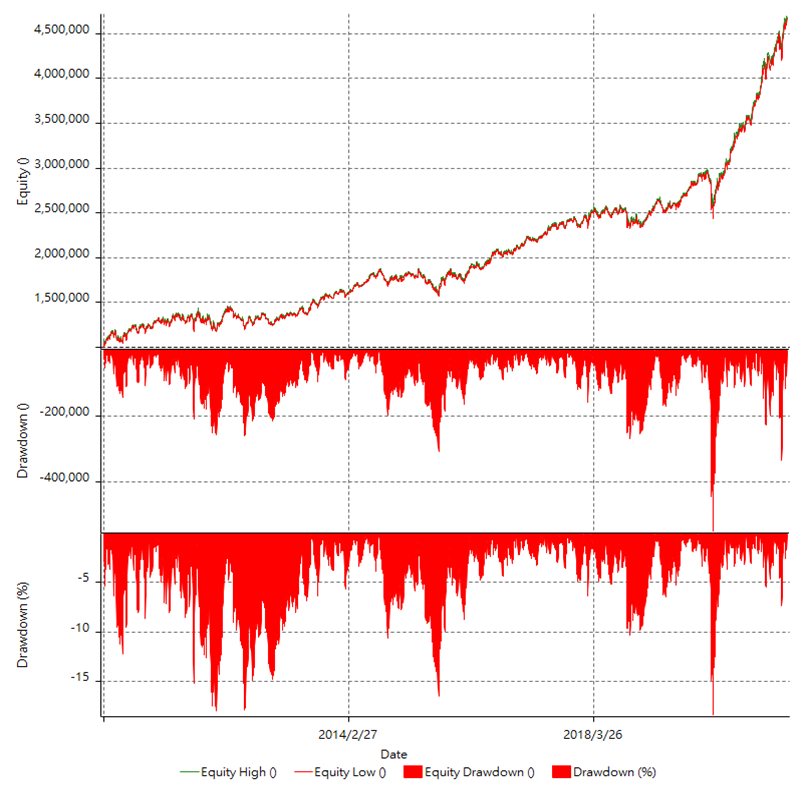 4,500,000
4,000,000
3,500,000
3,000,000
2,500,000
2,000,000
1,500,000
Equity ()
-200,000
-400,000
Drawdown ()
-5
-10
-15
Drawdown (%)
2014/2/27 2018/3/26
Date
Equity High () Equity Low () Equity Drawdown () Drawdown (%)